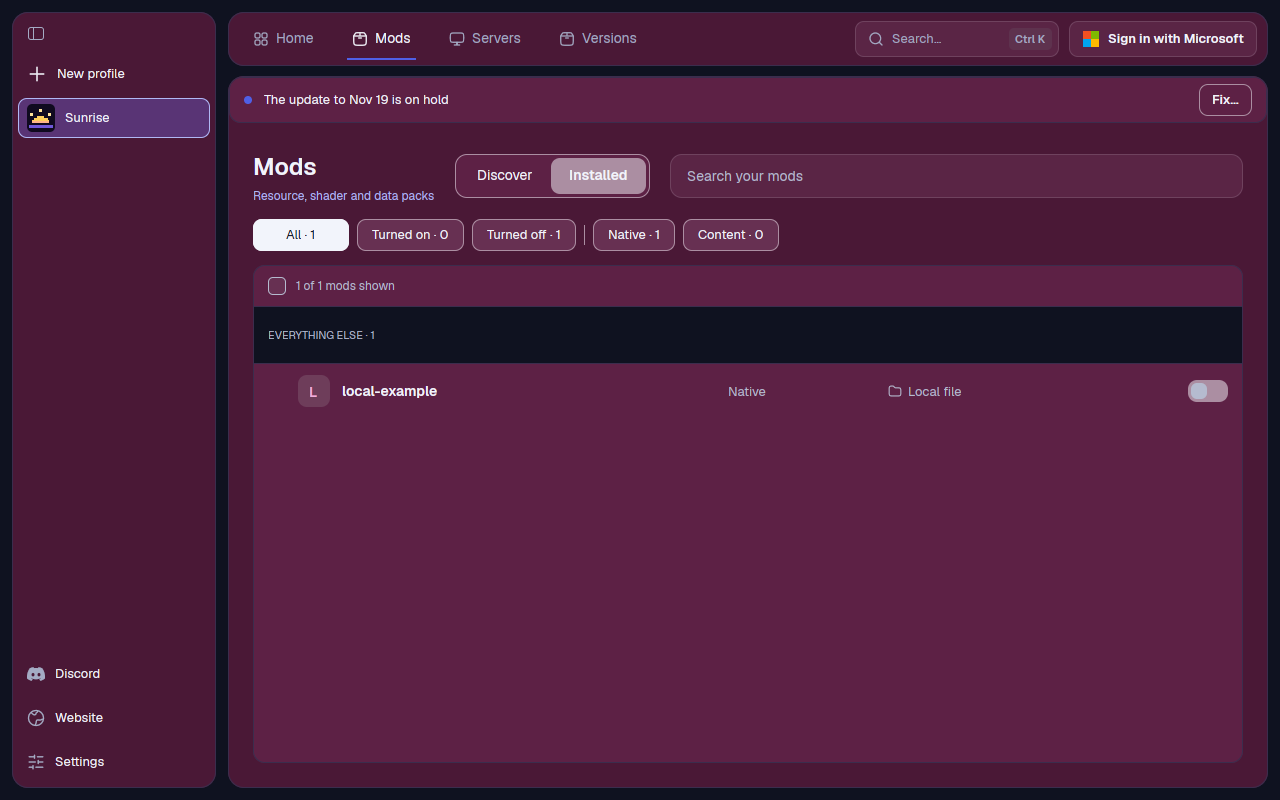 New profile
Sunrise
Discord
Website
Settings
Home
Mods
Servers
Versions
Search...
Ctrl K
Sign in with Microsoft
The update to Nov 19 is on hold
Fix...
Mods
Resource, shader and data packs
Discover
Installed
Search your mods
All · 1
Turned on · 0
Turned off · 1
Native · 1
Content · 0
1 of 1 mods shown
EVERYTHING ELSE · 1
L
local-example
Native
Local file